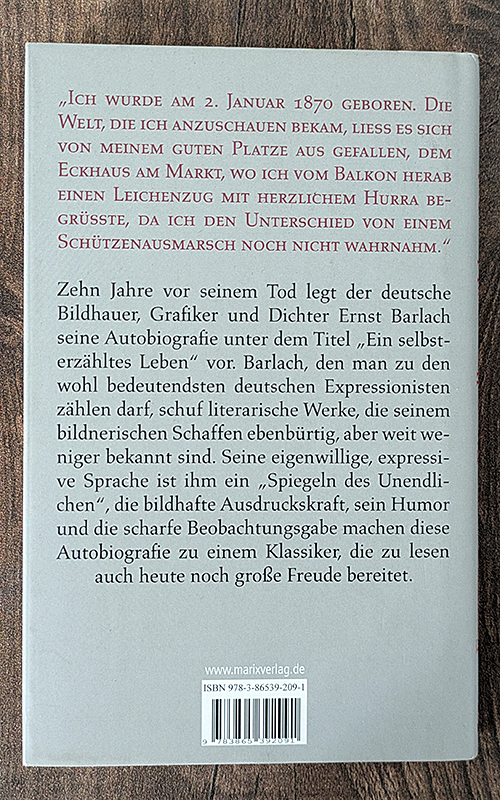 „Ich wurde am 2. Januar 1870 geboren. Die
Welt, die ich anzuschauen bekam, liess es sich
von meinem guten Platze aus gefallen, dem
Eckhaus am Markt, wo ich vom Balkon herab
einen Leichenzug mit herzlichem Hurra be-
grüsste, da ich den Unterschied von einem
Schützenausmarsch noch nicht wahrnahm.“
Zehn Jahre vor seinem Tod legt der deutsche
Bildhauer, Grafiker und Dichter Ernst Barlach
seine Autobiografie unter dem Titel „Ein selbst-
erzähltes Leben“ vor. Barlach, den man zu den
wohl bedeutendsten deutschen Expressionisten
zählen darf, schuf literarische Werke, die seinem
bildnerischen Schaffen ebenbürtig, aber weit we-
niger bekannt sind. Seine eigenwillige, expressi-
ve Sprache ist ihm ein „Spiegeln des Unendli-
chen“, die bildhafte Ausdruckskraft, sein Humor
und die scharfe Beobachtungsgabe machen diese
Autobiografie zu einem Klassiker, die zu lesen
auch heute noch große Freude bereitet.
www.marixverlag.de
ISBN 978-3-86539-209-1
9 783865 392091